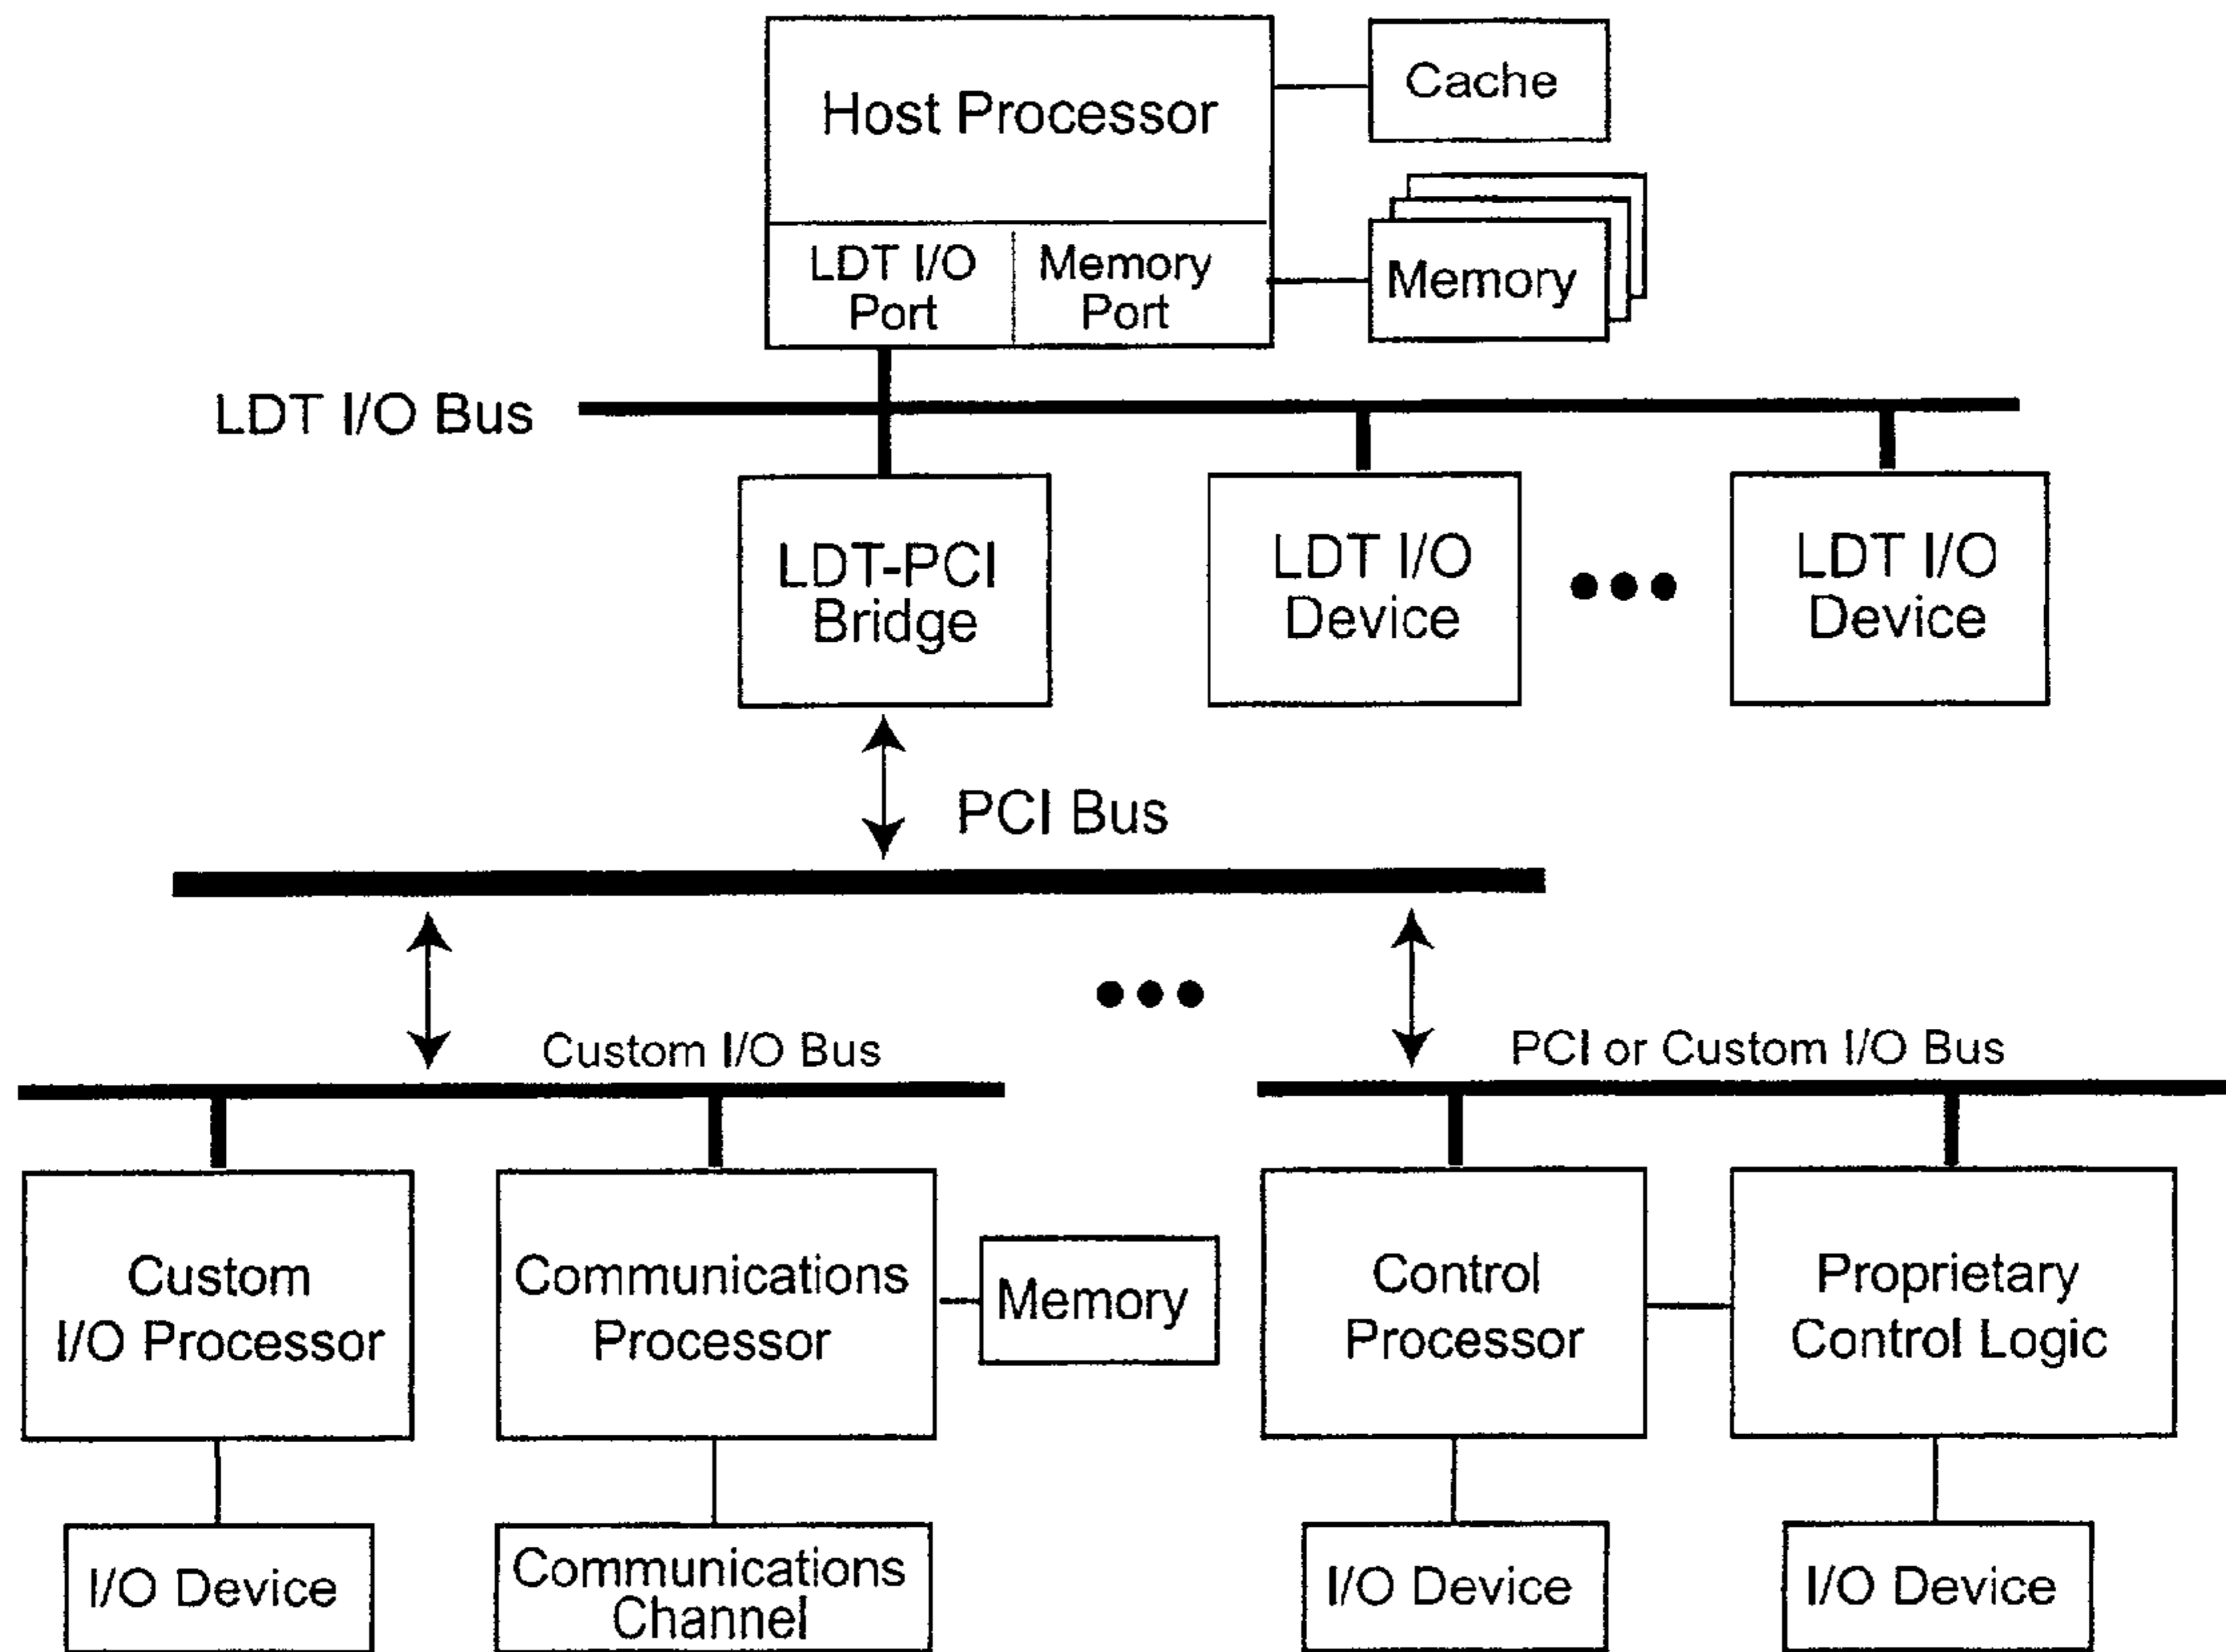 Host Processor
Cache
LDT I/O
Port
Memory
Port
Memory
LDT I/O Bus
LDT-PCI
Bridge
LDT I/O
Device
LDT I/O
Device
PCI Bus
Custom I/O Bus
PCI or Custom I/O Bus
Custom
I/O Processor
Communications
Processor
Memory
Control
Processor
Proprietary
Control Logic
I/O Device
Communications
Channel
I/O Device
I/O Device